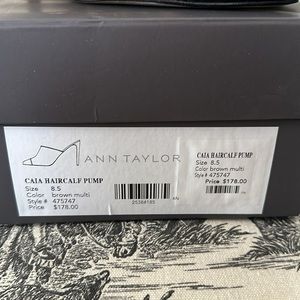 ANN TAYLOR
CAIA HAIRCALF PUMP
Size 8.5
Color brown multi
Style # 475747
Price $178.00
CAIA HAIRCALF PUMP
Size 8.5
Color brown multi
Style # 475747
Price $178.00